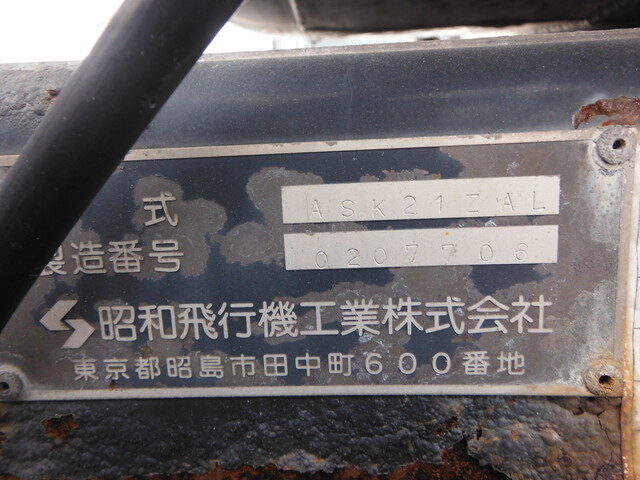 式 ASK21ZAL
製造番号 0207706
昭和飛行機工業株式会社
東京都昭島市田中町600番地